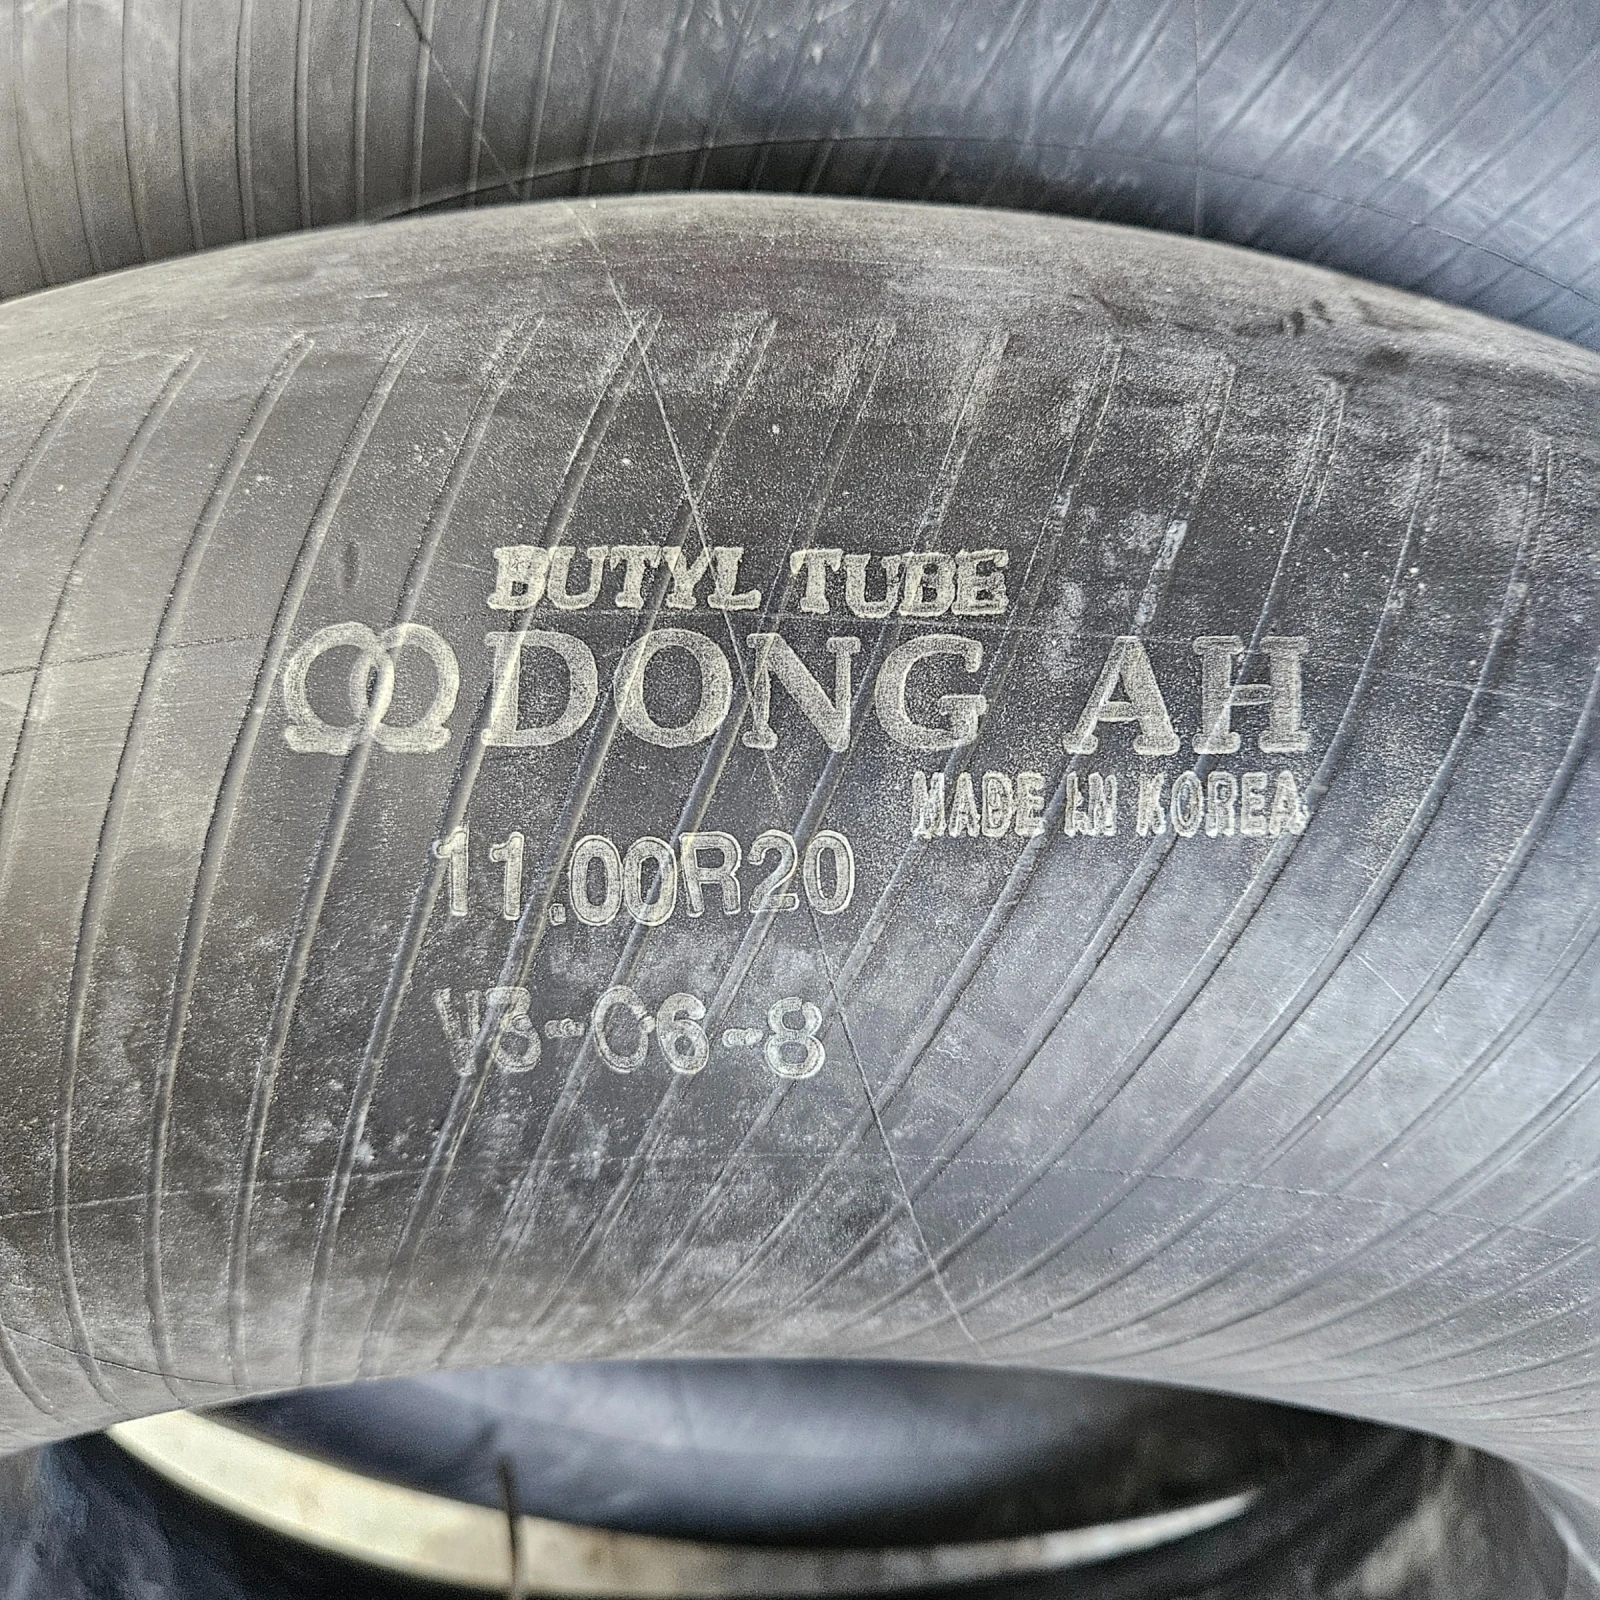 BUTYL TUBE
DONG AH
MADE IN KOREA
11.00R20
V3-06-8